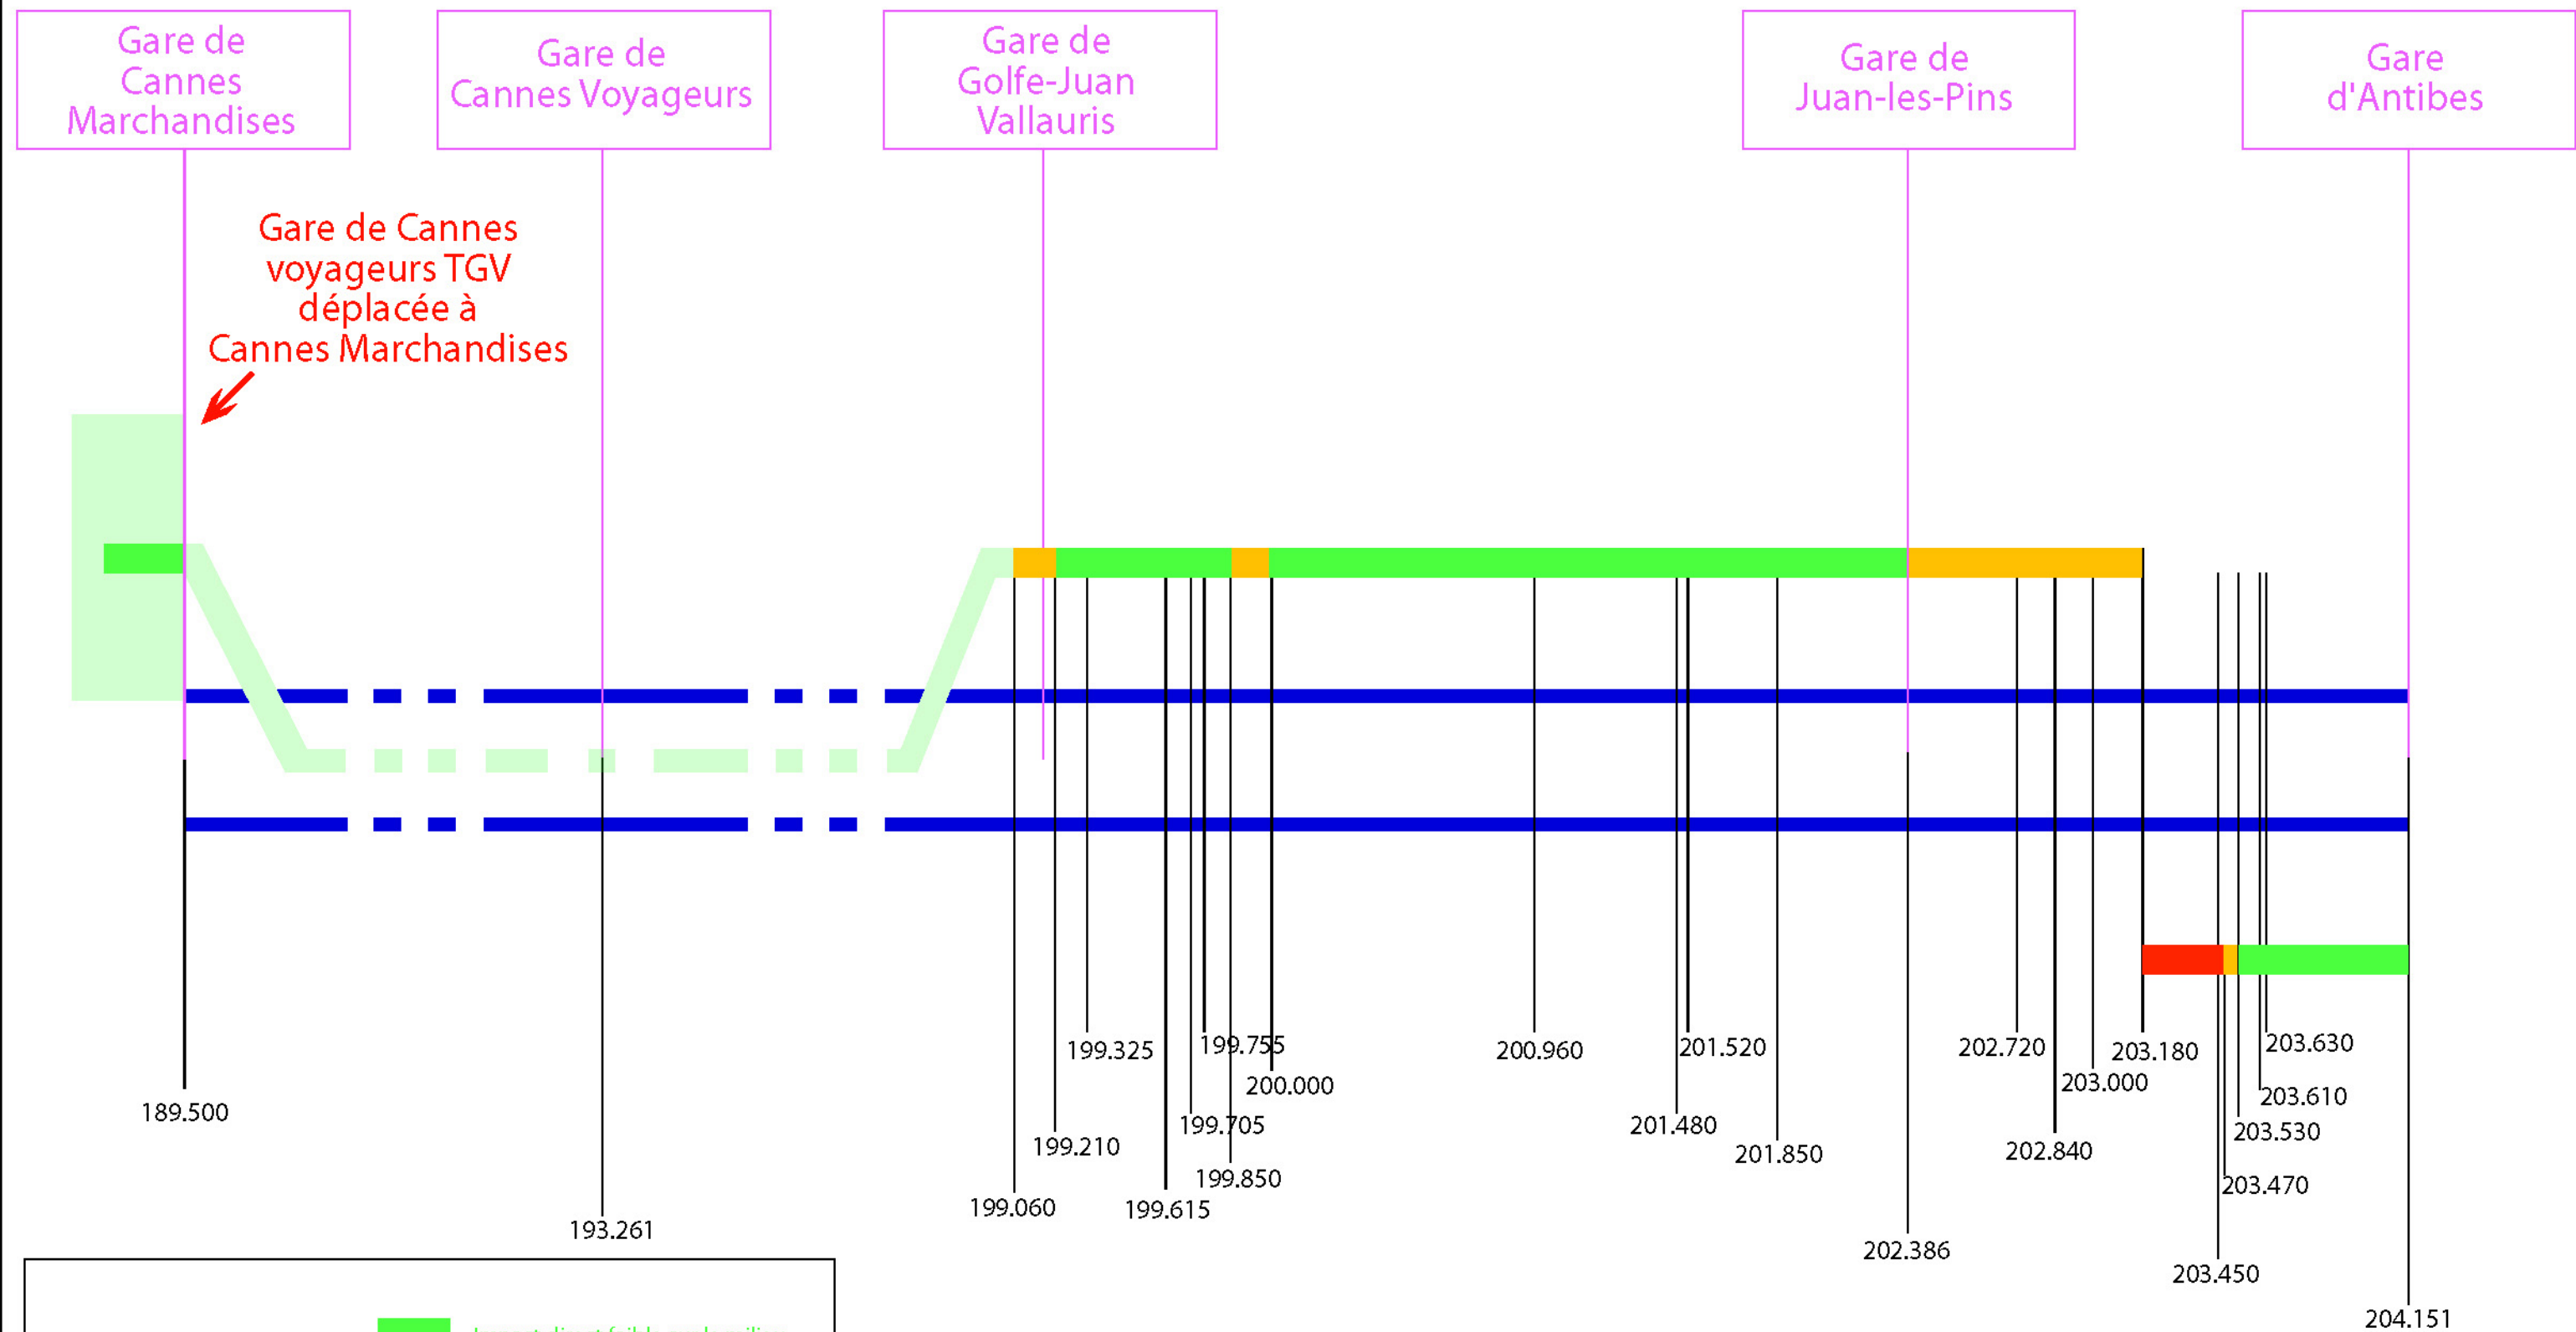 Gare de
Cannes
Marchandises
Gare de
Cannes Voyageurs
Gare de
Golfe-Juan
Vallauris
Gare de
Juan-les-Pins
Gare
d'Antibes
Gare de Cannes
voyageurs TGV
déplacée à
Cannes Marchandises
199.325
199.755
200.960
201.520
202.720
203.180
203.630
200.000
203.000
203.610
189.500
199.705
201.480
203.530
199.210
201.850
202.840
199.850
203.470
199.060
199.615
193.261
202.386
203.450
204.151